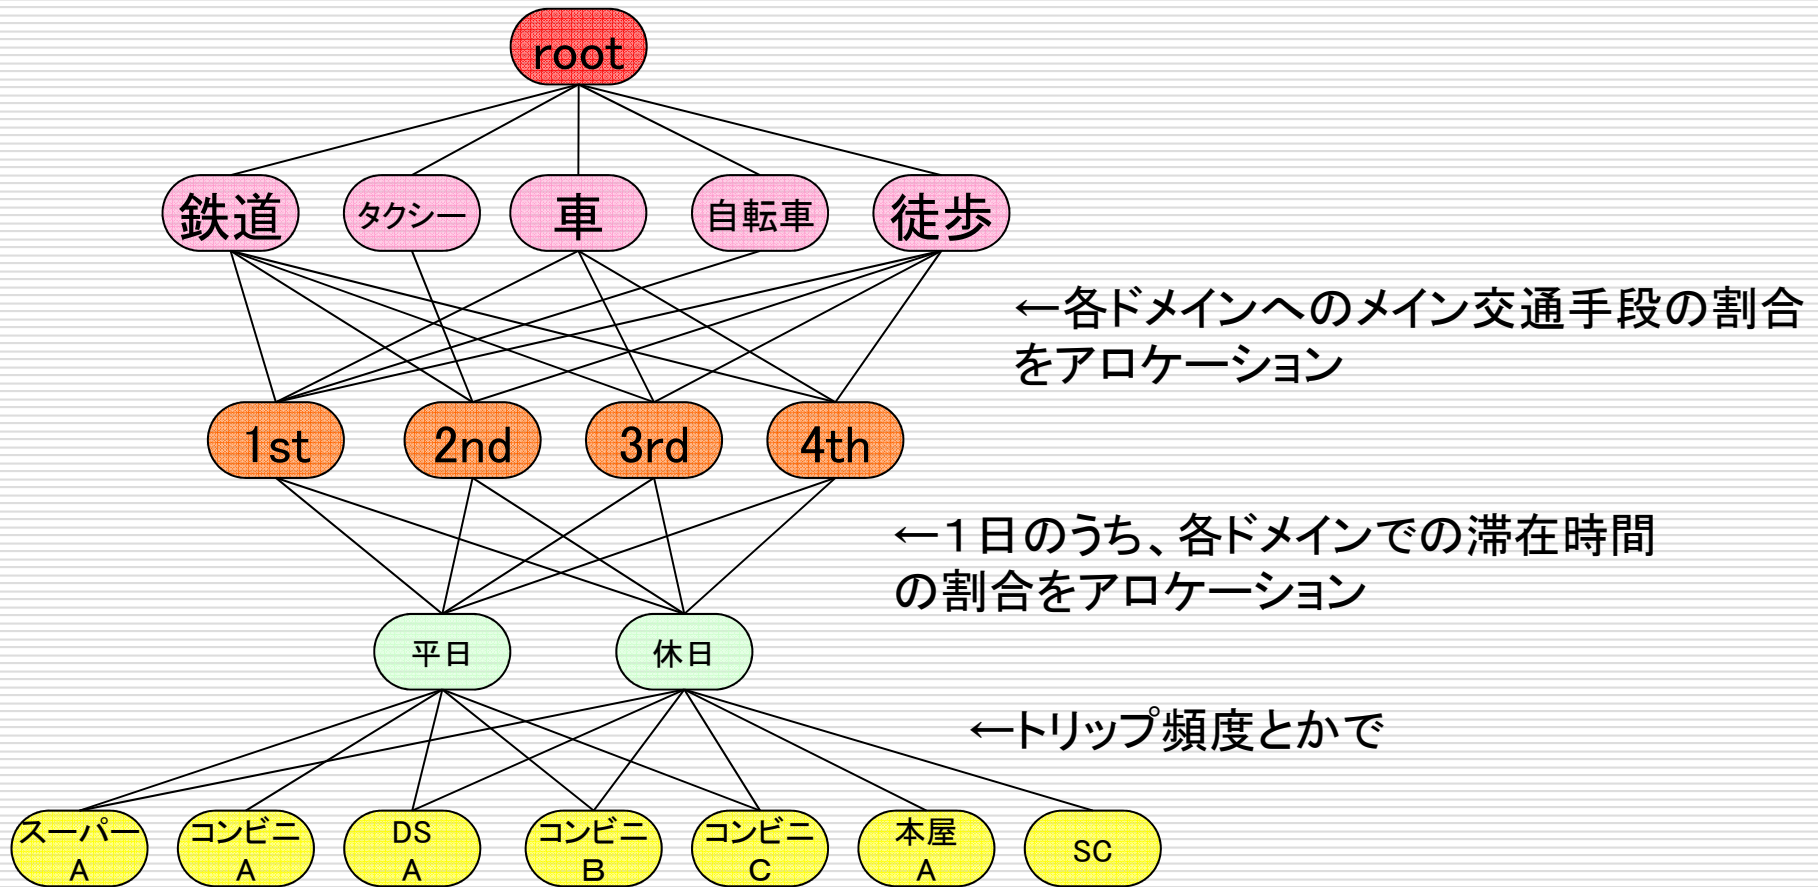 root
鉄道
タクシー
車
自転車
徒歩
←各ドメインへのメイン交通手段の割合
をアロケーション
1st
2nd
3rd
4th
←１日のうち、各ドメインでの滞在時間
の割合をアロケーション
平日
休日
←トリップ頻度とかで
スーパー
A
コンビニ
A
DS
A
コンビニ
B
コンビニ
C
本屋
A
SC